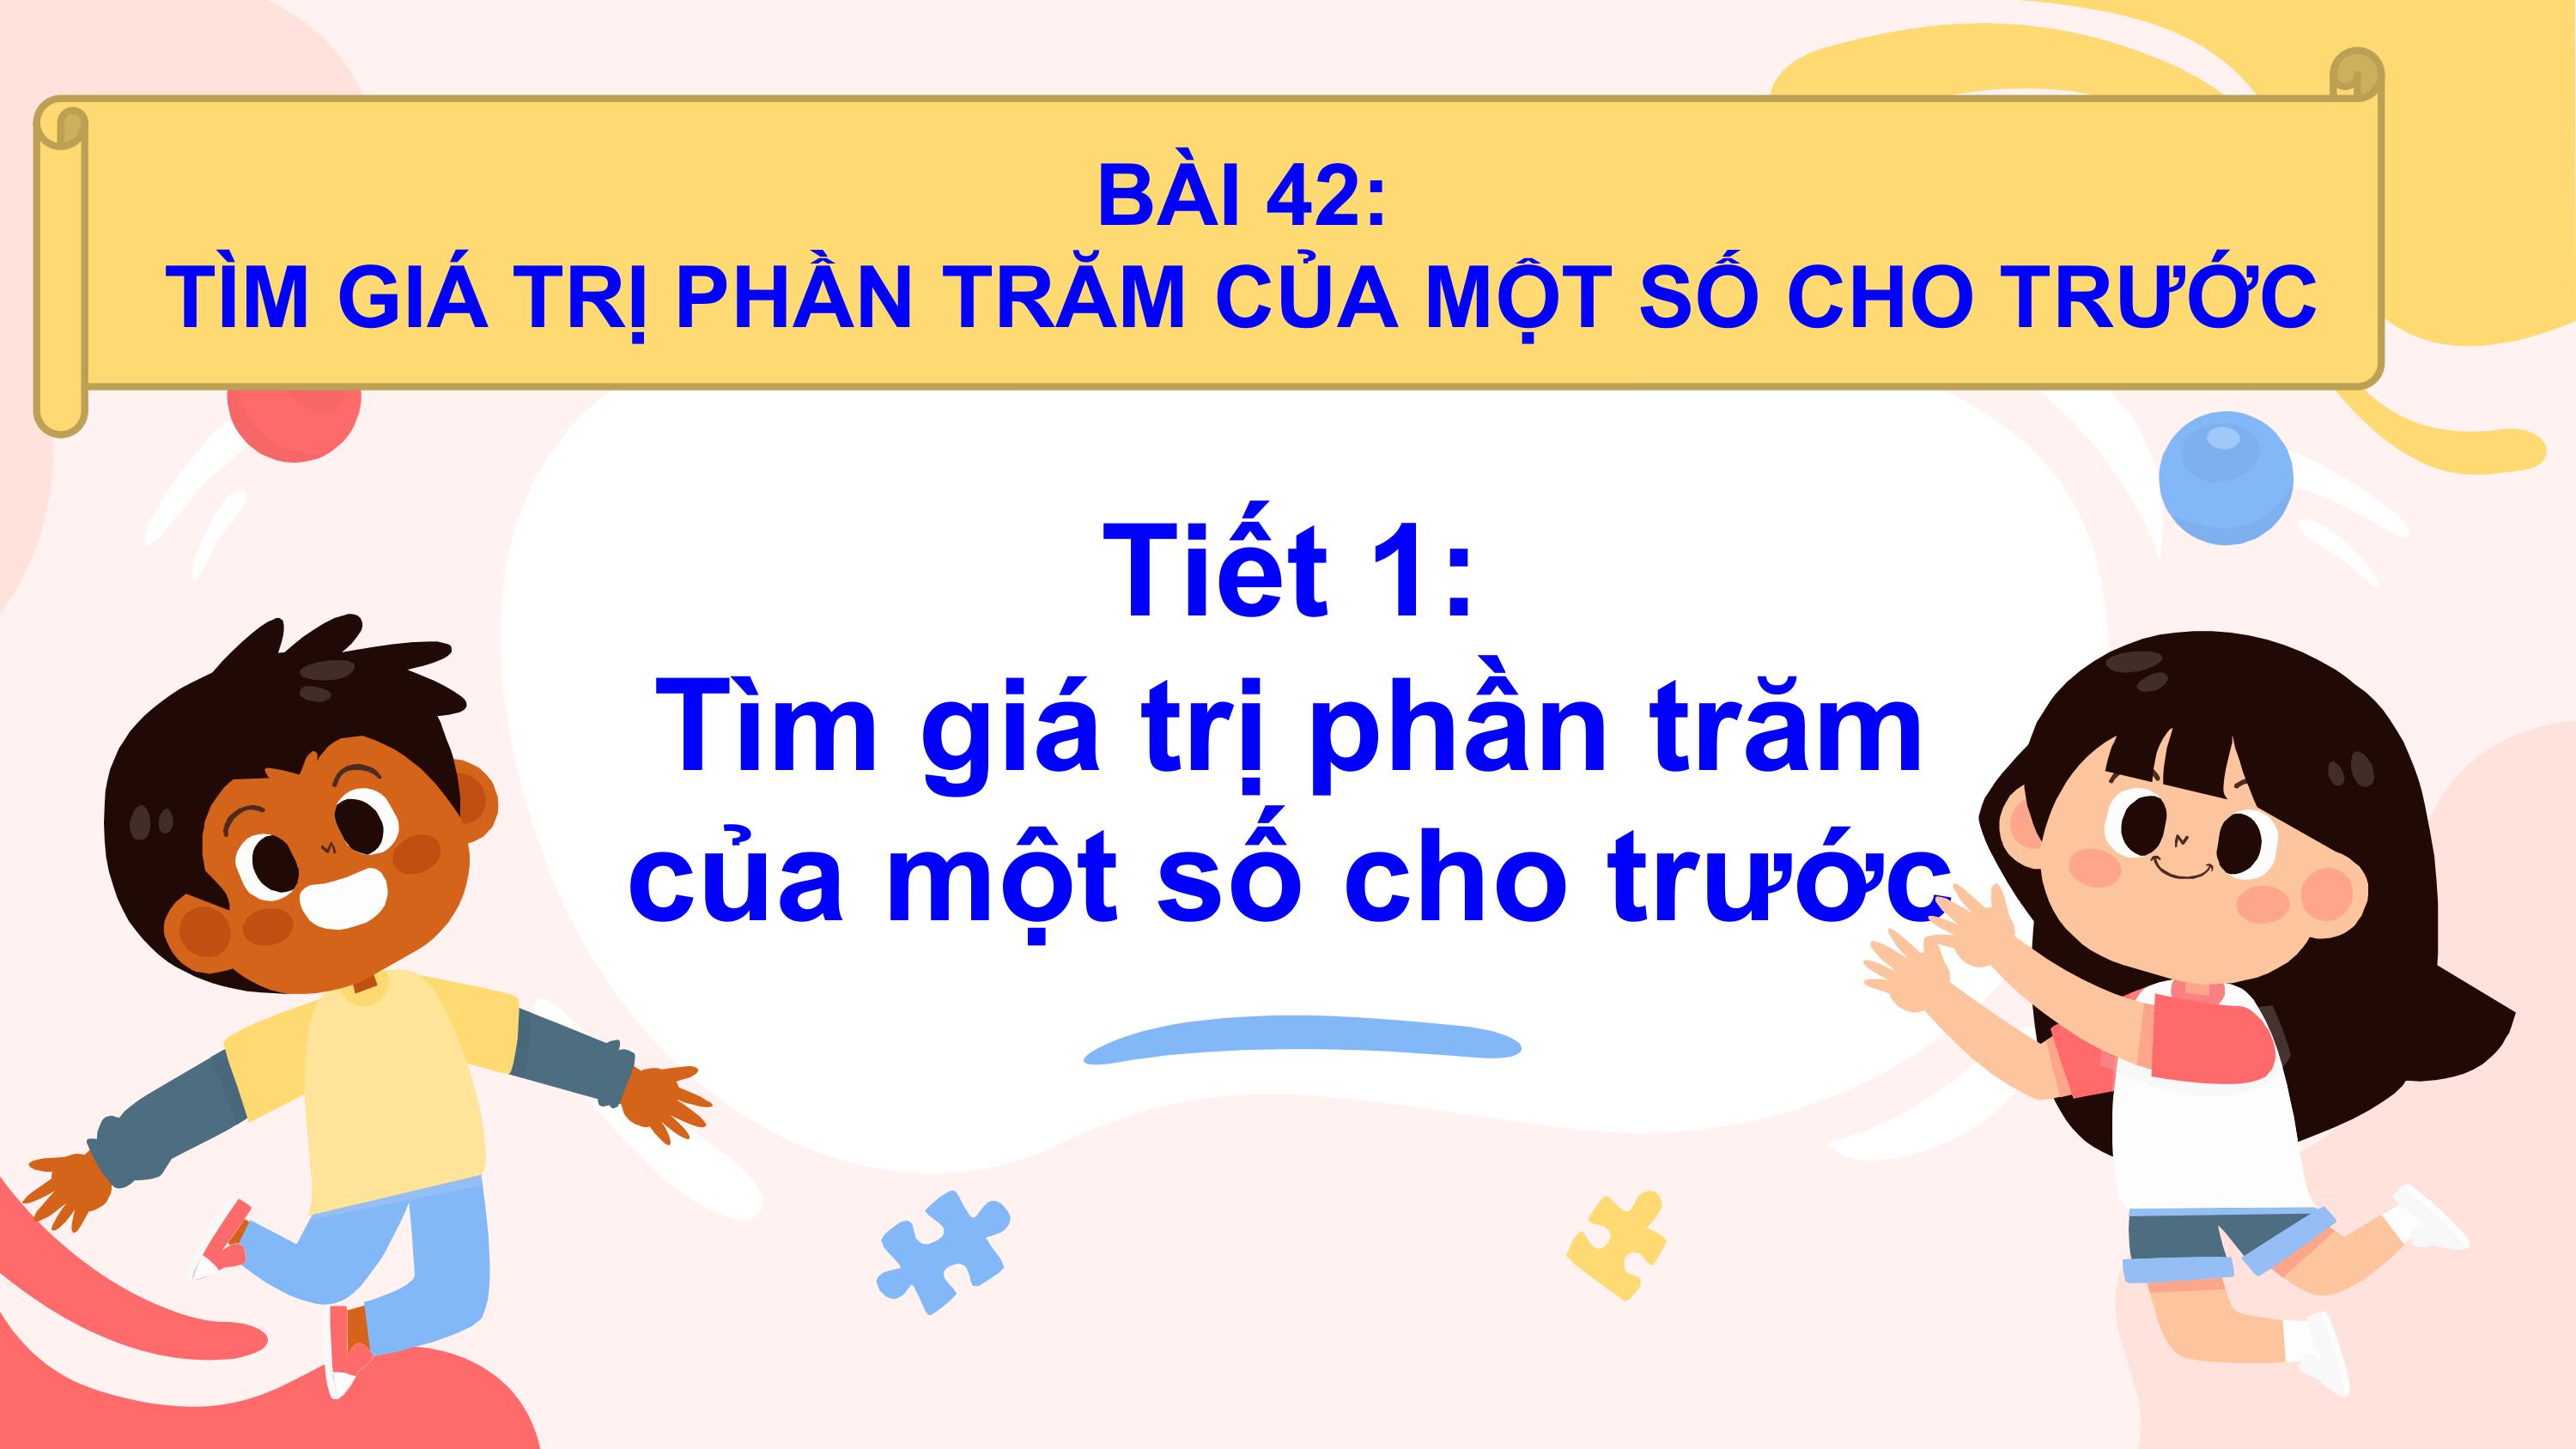 BÀI 42:
TÌM GIÁ TRỊ PHẦN TRĂM CỦA MỘT SỐ CHO TRƯỚC
Tiết 1:
Tìm giá trị phần trăm
của một số cho trước